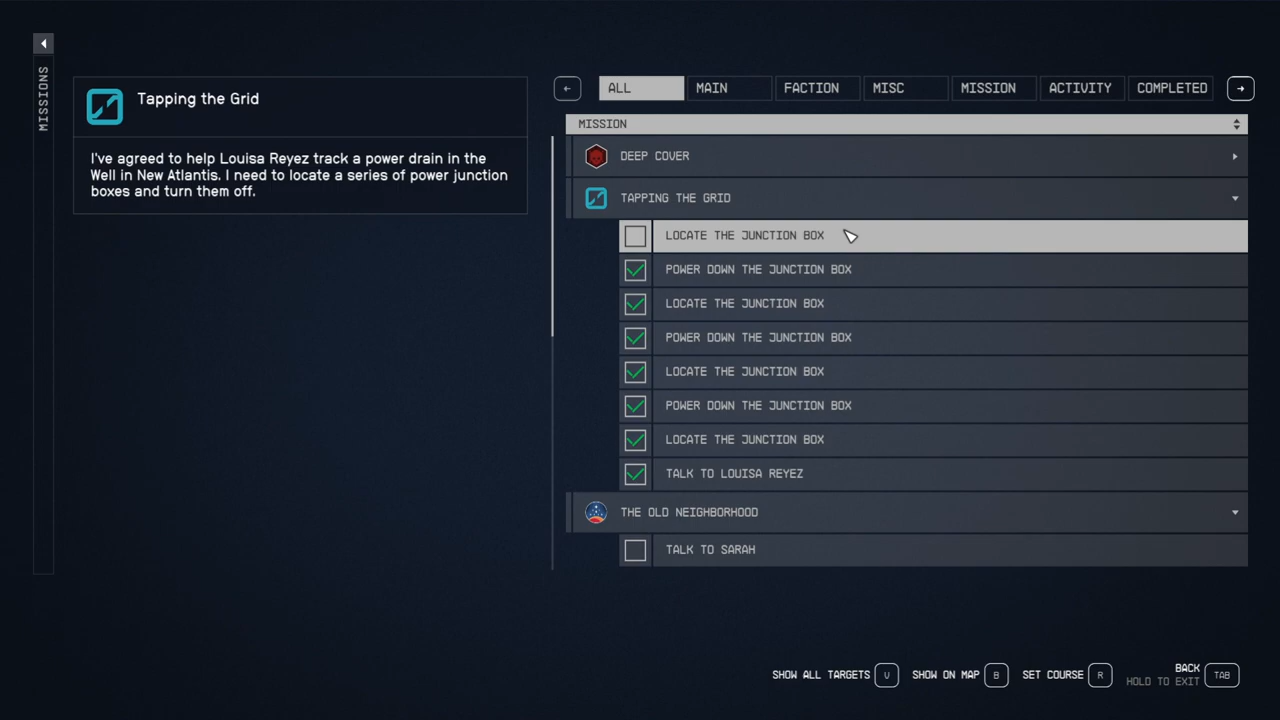 MISSIONS
Tapping the Grid
I've agreed to help Louisa Reyez track a power drain in the
Well in New Atlantis. I need to locate a series of power junction
boxes and turn them off.
ALL MAIN FACTION MISC MISSION ACTIVITY COMPLETED
MISSION
DEEP COVER
TAPPING THE GRID
LOCATE THE JUNCTION BOX
POWER DOWN THE JUNCTION BOX
LOCATE THE JUNCTION BOX
POWER DOWN THE JUNCTION BOX
LOCATE THE JUNCTION BOX
POWER DOWN THE JUNCTION BOX
LOCATE THE JUNCTION BOX
TALK TO LOUISA REYEZ
THE OLD NEIGHBORHOOD
TALK TO SARAH
SHOW ALL TARGETS V SHOW ON MAP B SET COURSE R BACK TAB
HOLD TO EXIT